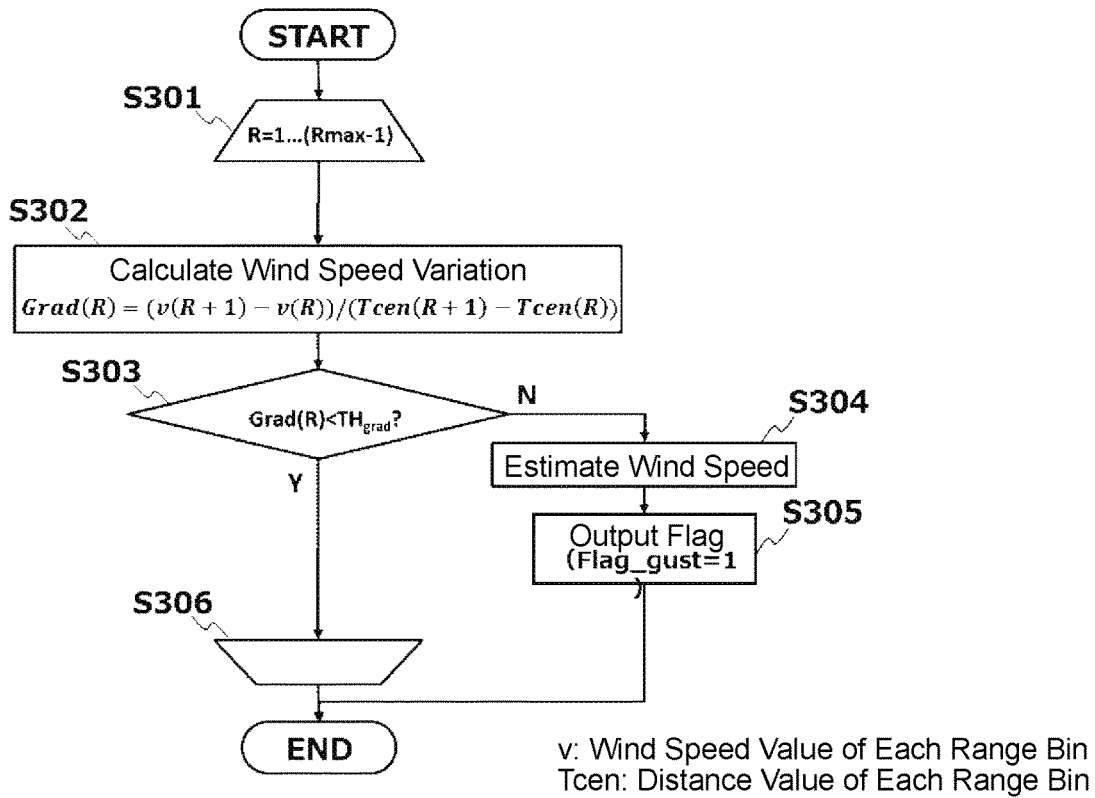 START
S301
R=1...(Rmax-1)
S302
Calculate Wind Speed Variation
Grad(R) = (v(R + 1) − v(R))/(Tcen(R + 1) − Tcen(R))
S303
Grad(R)<THgrad?
N
Y
S304
Estimate Wind Speed
S305
Output Flag
(Flag_gust=1
)
S306
END
v: Wind Speed Value of Each Range Bin
Tcen: Distance Value of Each Range Bin